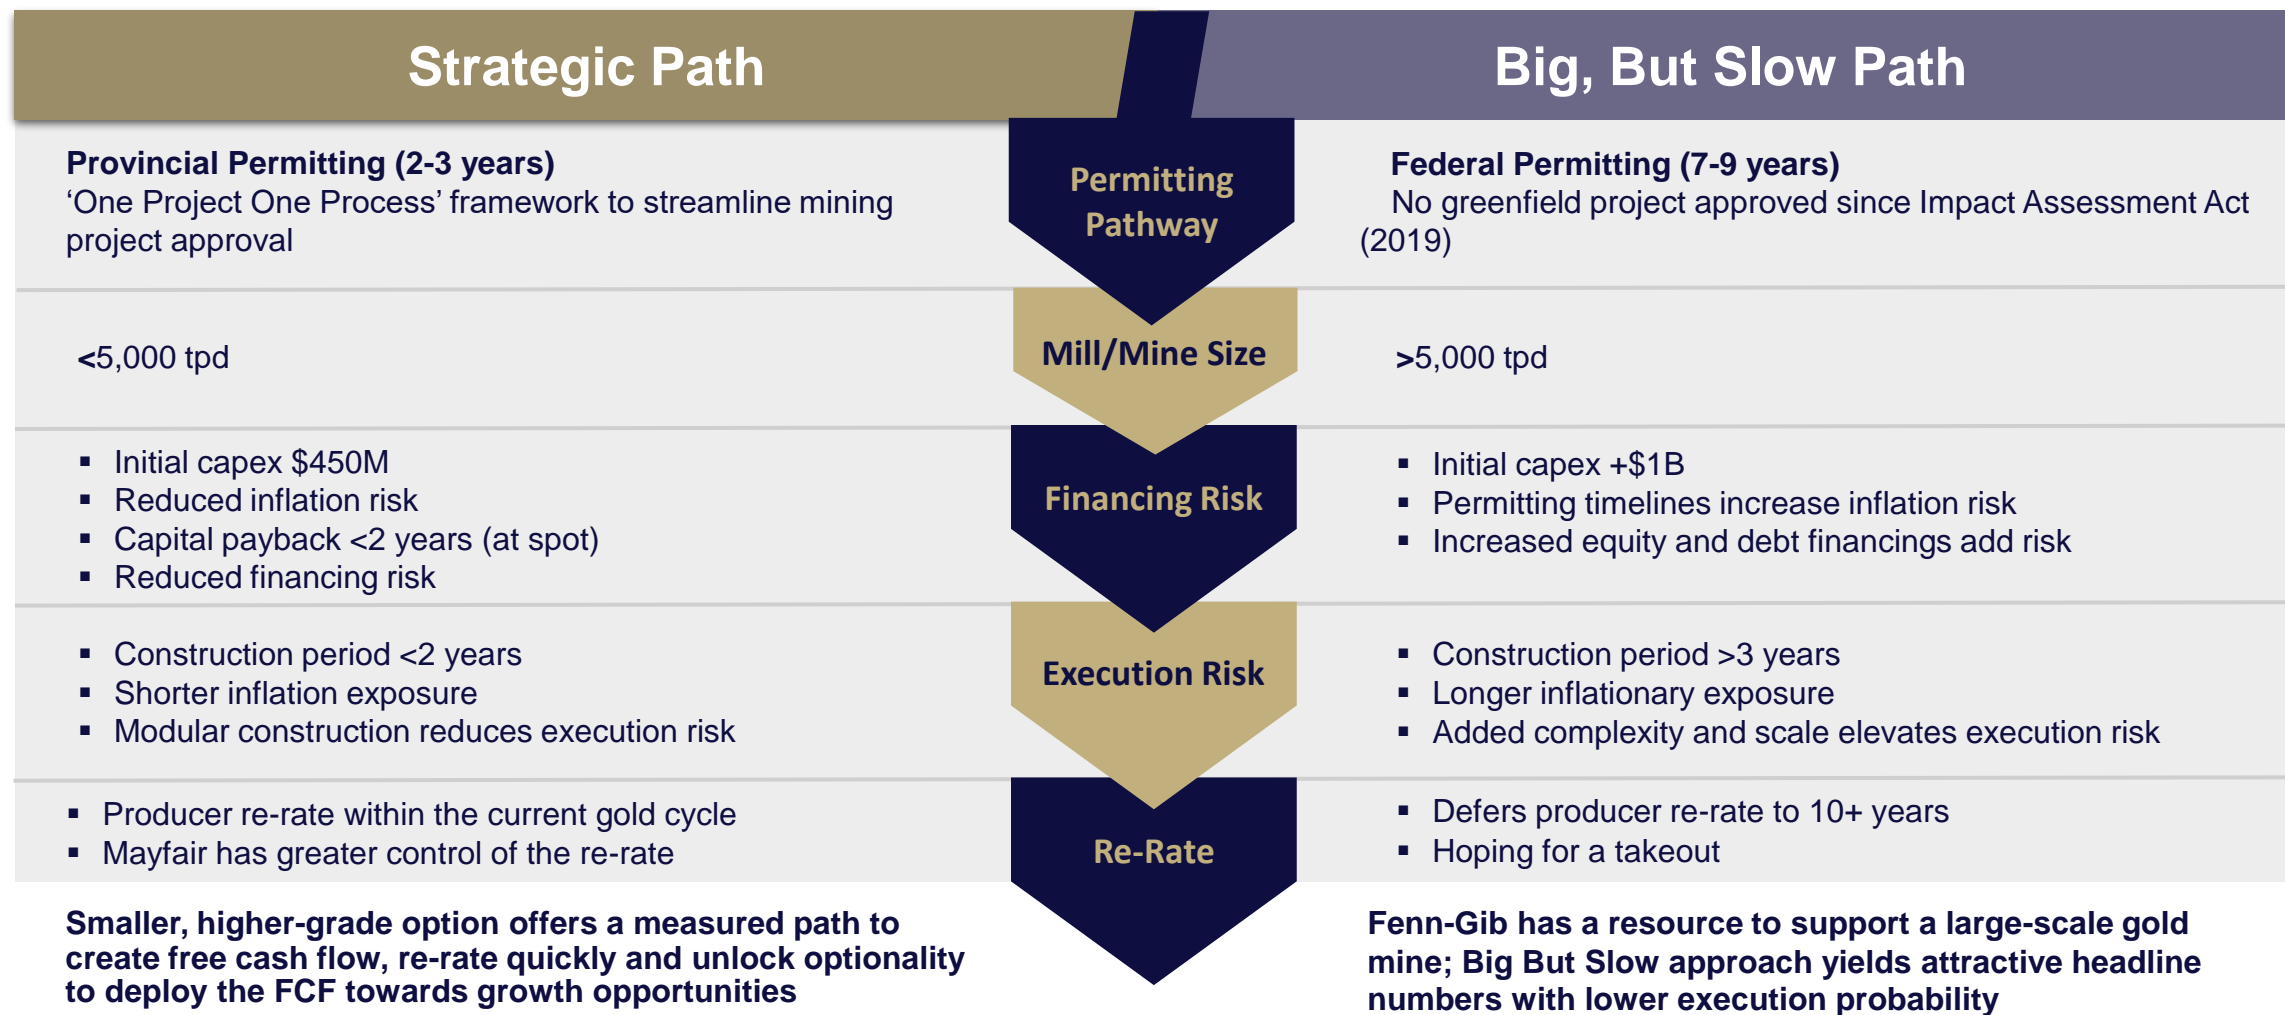 Strategic Path
Big, But Slow Path
Provincial Permitting (2-3 years)
‘One Project One Process’ framework to streamline mining
project approval
Permitting
Pathway
Federal Permitting (7-9 years)
No greenfield project approved since Impact Assessment Act
(2019)
<5,000 tpd
Mill/Mine Size
>5,000 tpd
▪ Initial capex $450M
▪ Reduced inflation risk
▪ Capital payback <2 years (at spot)
▪ Reduced financing risk
Financing Risk
▪ Initial capex +$1B
▪ Permitting timelines increase inflation risk
▪ Increased equity and debt financings add risk
▪ Construction period <2 years
▪ Shorter inflation exposure
▪ Modular construction reduces execution risk
Execution Risk
▪ Construction period >3 years
▪ Longer inflationary exposure
▪ Added complexity and scale elevates execution risk
▪ Producer re-rate within the current gold cycle
▪ Mayfair has greater control of the re-rate
Re-Rate
▪ Defers producer re-rate to 10+ years
▪ Hoping for a takeout
Smaller, higher-grade option offers a measured path to
create free cash flow, re-rate quickly and unlock optionality
to deploy the FCF towards growth opportunities
Fenn-Gib has a resource to support a large-scale gold
mine; Big But Slow approach yields attractive headline
numbers with lower execution probability